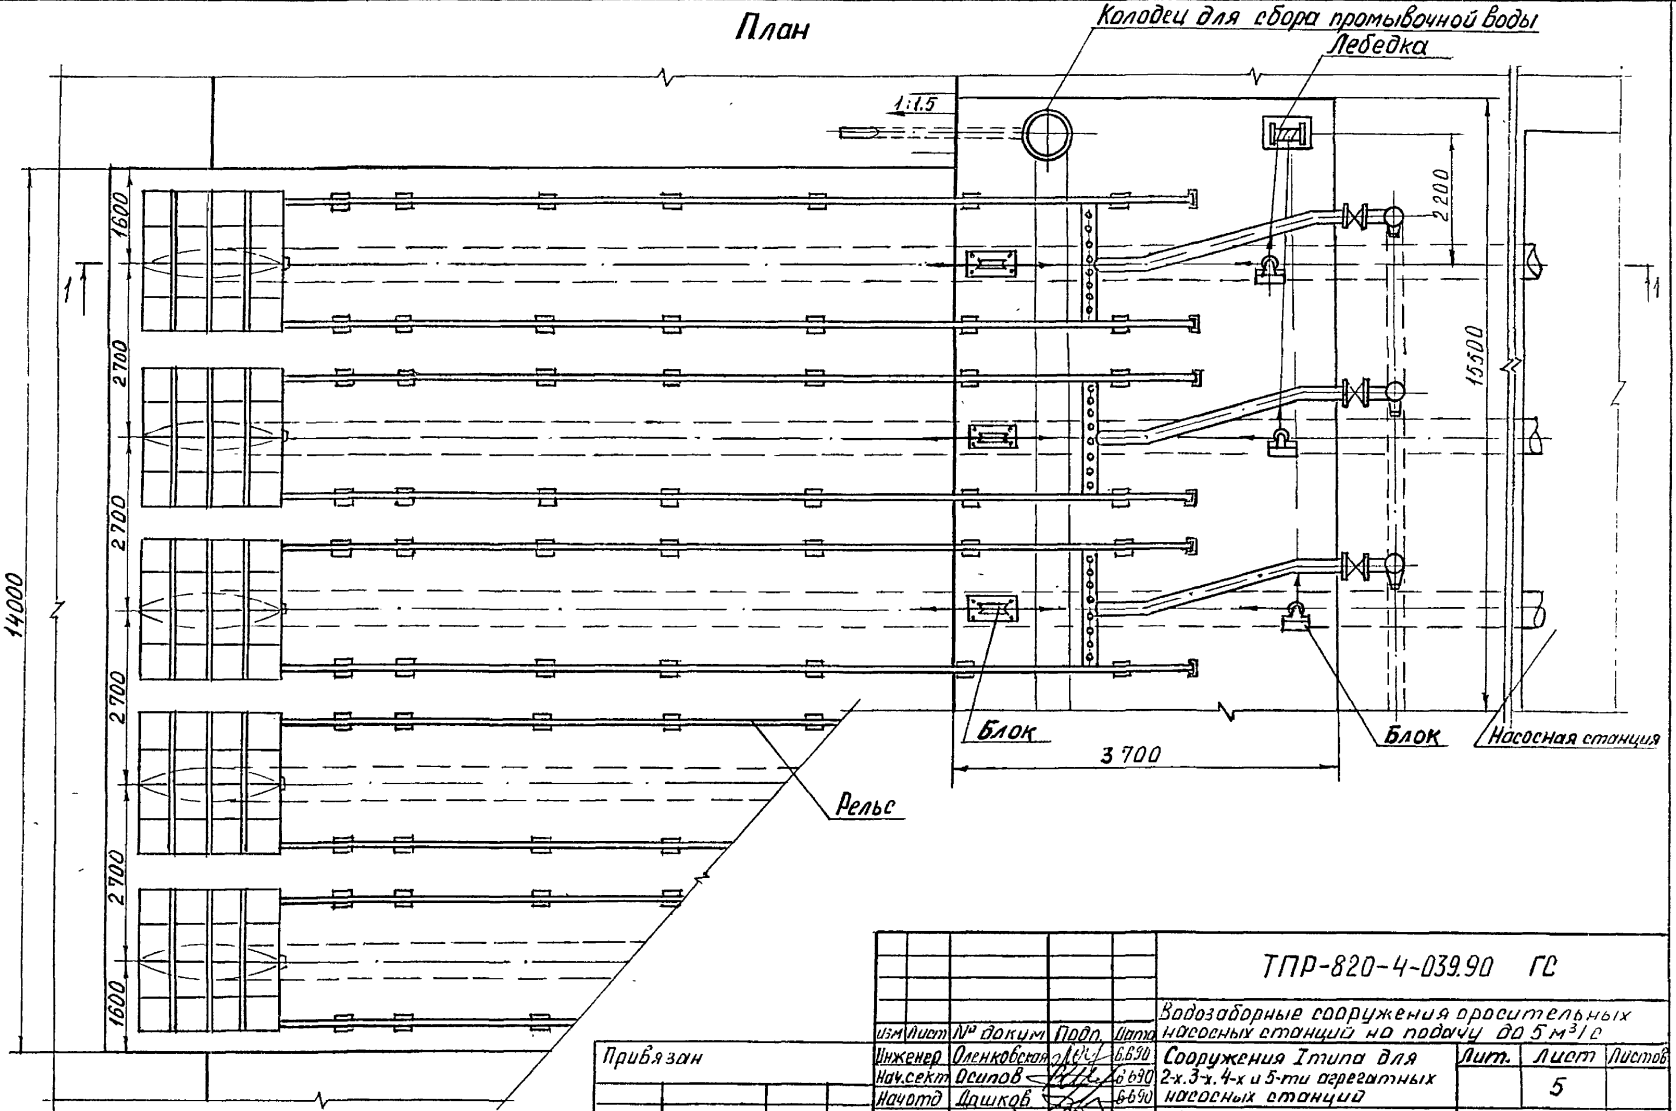 План
Колодец для сбора промывочной воды
Лебедка
1:1.5
1600
2200
1
1
2700
15500
2700
14000
2700
Блок
Блок
Насосная станция
3700
Рельс
2700
1600
ТПР-820-4-039.90 ГС
Водозаборные сооружения оросительных
насосных станций на подачу до 5 м³/с
Изм Лист № докум Подп. Дата
Привязан
Инженер Оленковская 6.690
Сооружения I типа для
2-х.3-х.4-х и 5-ти агрегатных
насосных станций
Лит. Лист Листов
5
Нач.сект Осипов 6.690
Нач отд Дашков 6.690